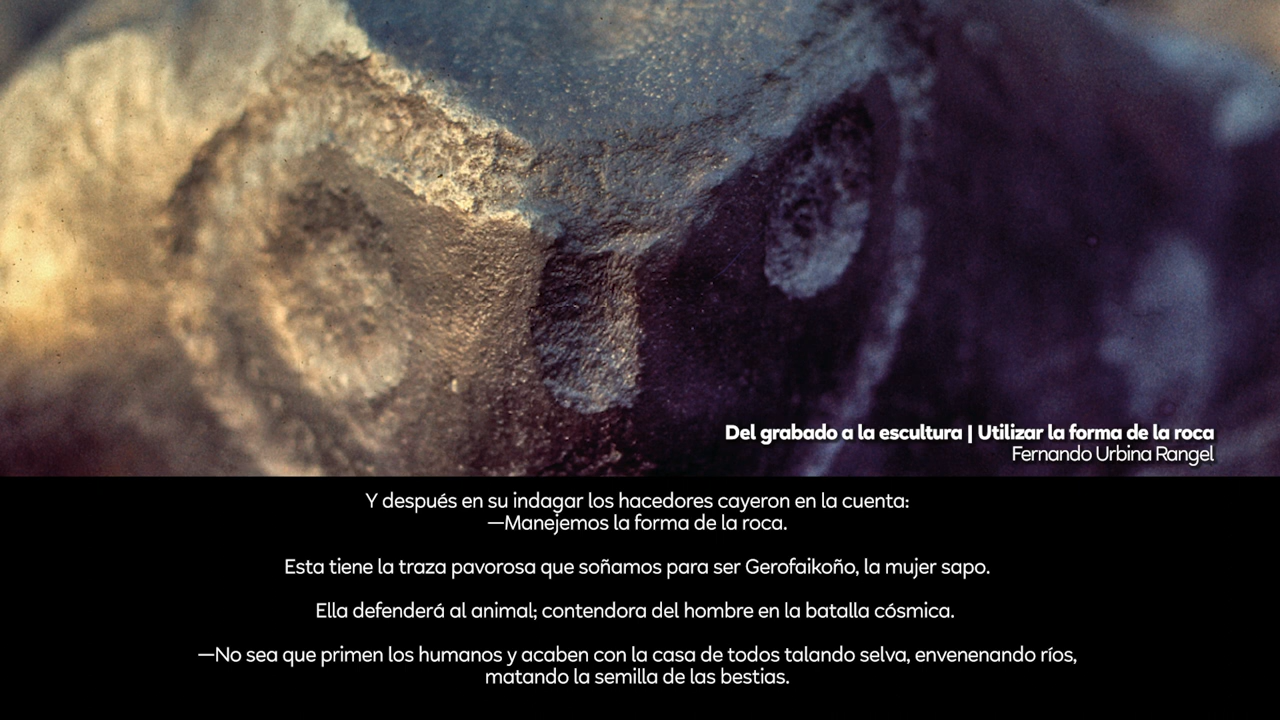 Del grabado a la escultura | Utilizar la forma de la roca
Fernando Urbina Rangel
Y después en su indagar los hacedores cayeron en la cuenta:
—Manejemos la forma de la roca.
Esta tiene la traza pavorosa que soñamos para ser Gerofaikoño, la mujer sapo.
Ella defenderá al animal; contendora del hombre en la batalla cósmica.
—No sea que primen los humanos y acaben con la casa de todos talando selva, envenenando ríos,
matando la semilla de las bestias.